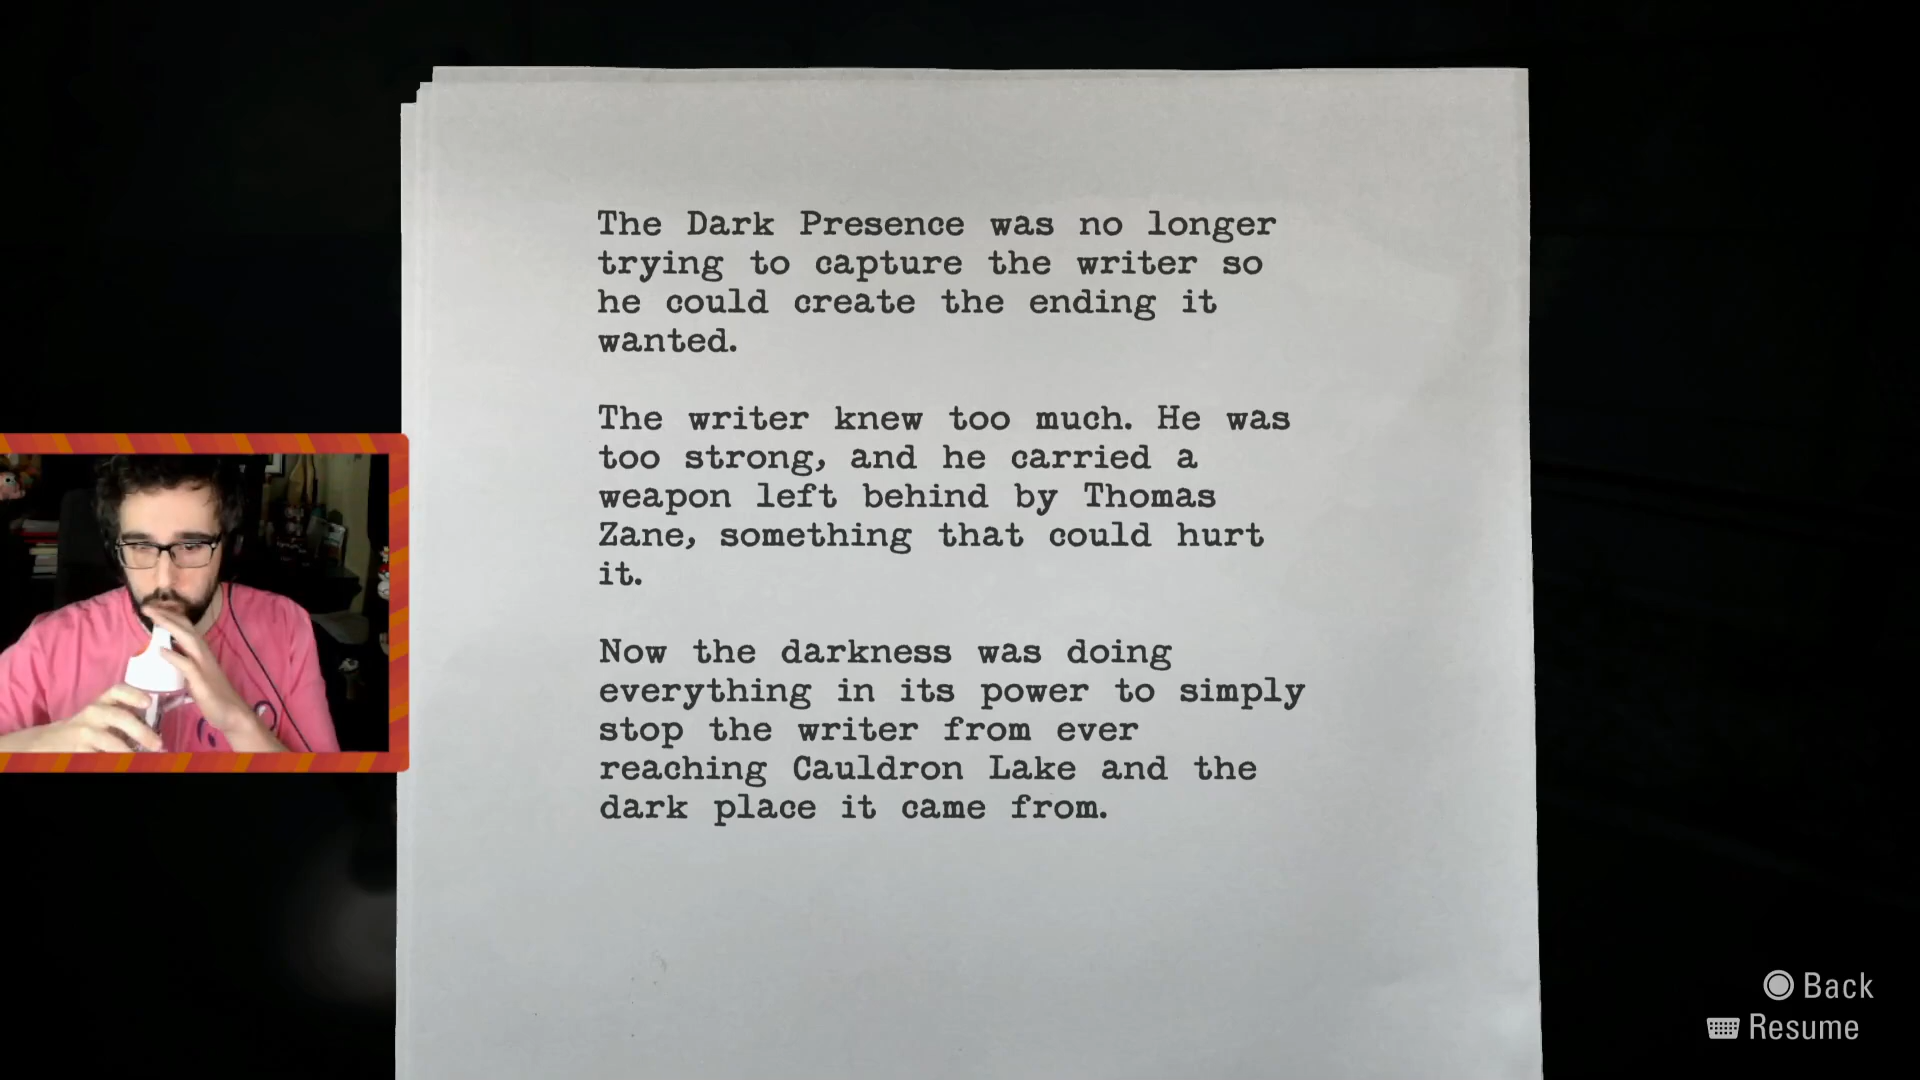 The Dark Presence was no longer
trying to capture the writer so
he could create the ending it
wanted.
The writer knew too much. He was
too strong, and he carried a
weapon left behind by Thomas
Zane, something that could hurt
it.
Now the darkness was doing
everything in its power to simply
stop the writer from ever
reaching Cauldron Lake and the
dark place it came from.
Back
Resume